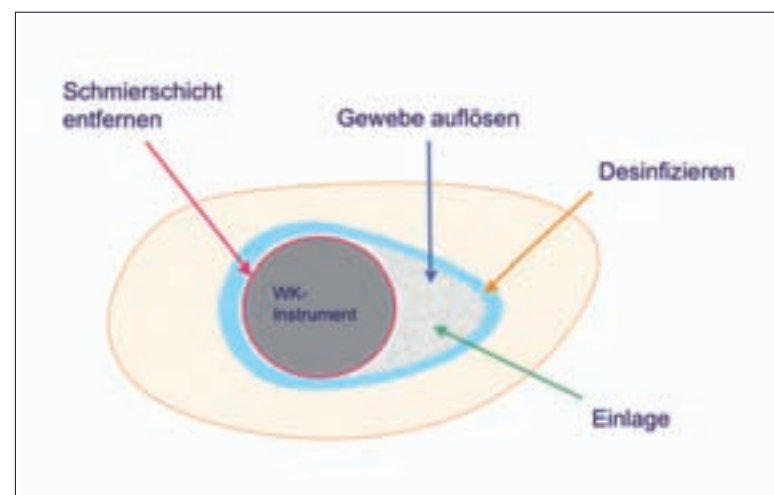 Schmierschicht
entfernen
Gewebe auflösen
Desinfizieren
WK-
Instrument
Einlage